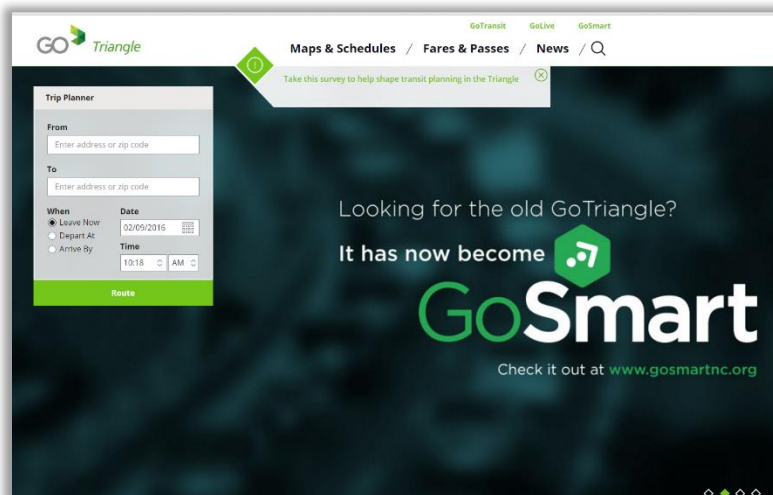 GoTransit GoLive GoSmart
GO Triangle
Maps & Schedules / Fares & Passes / News /
Take this survey to help shape transit planning in the Triangle
Trip Planner
From
Enter address or zip code
To
Enter address or zip code
When Date
Leave Now 02/09/2016
Depart At
Arrive By Time
10:18 AM
Route
Looking for the old GoTriangle?
It has now become
GoSmart
Check it out at www.gosmartnc.org